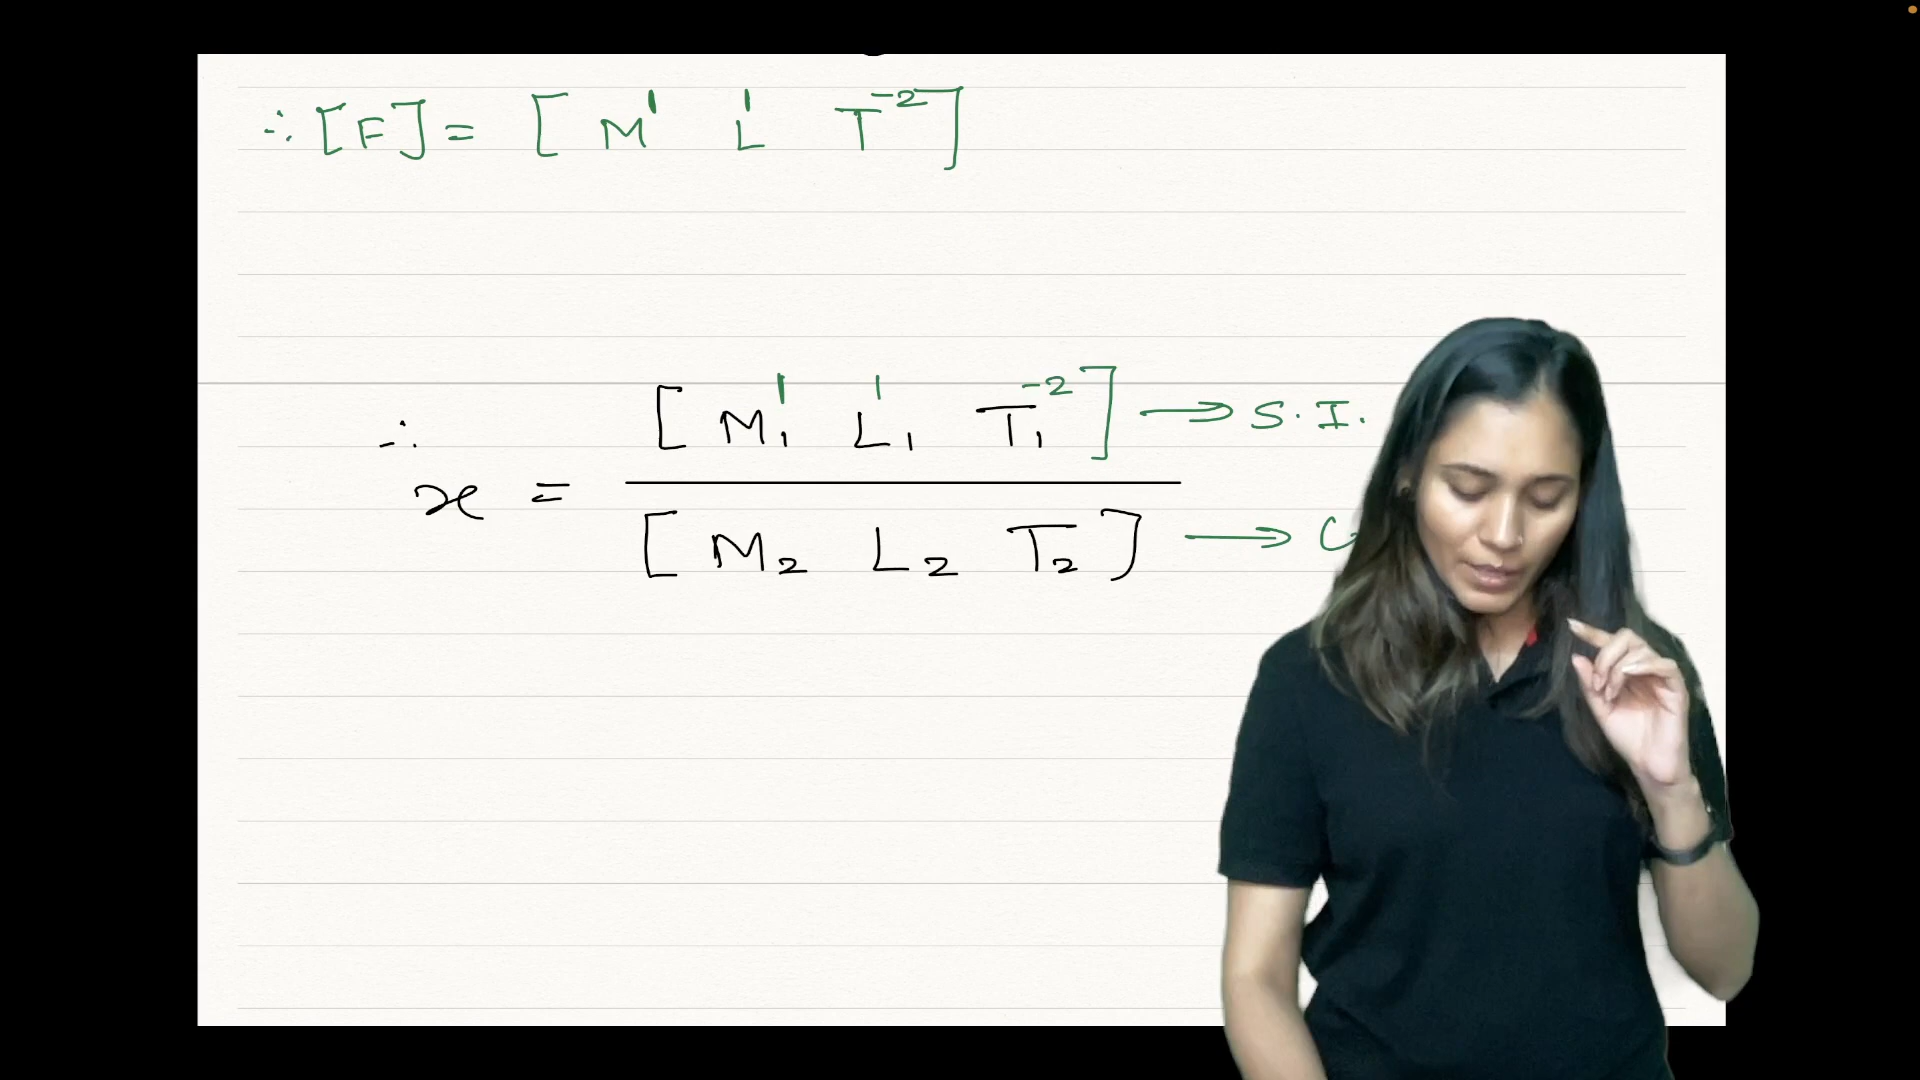 ∴ [F] = [ M¹ L¹ T⁻² ]
[ M₁¹ L₁¹ T₁⁻² ] → S.I.
∴
x =
[ M₂ L₂ T₂ ] →